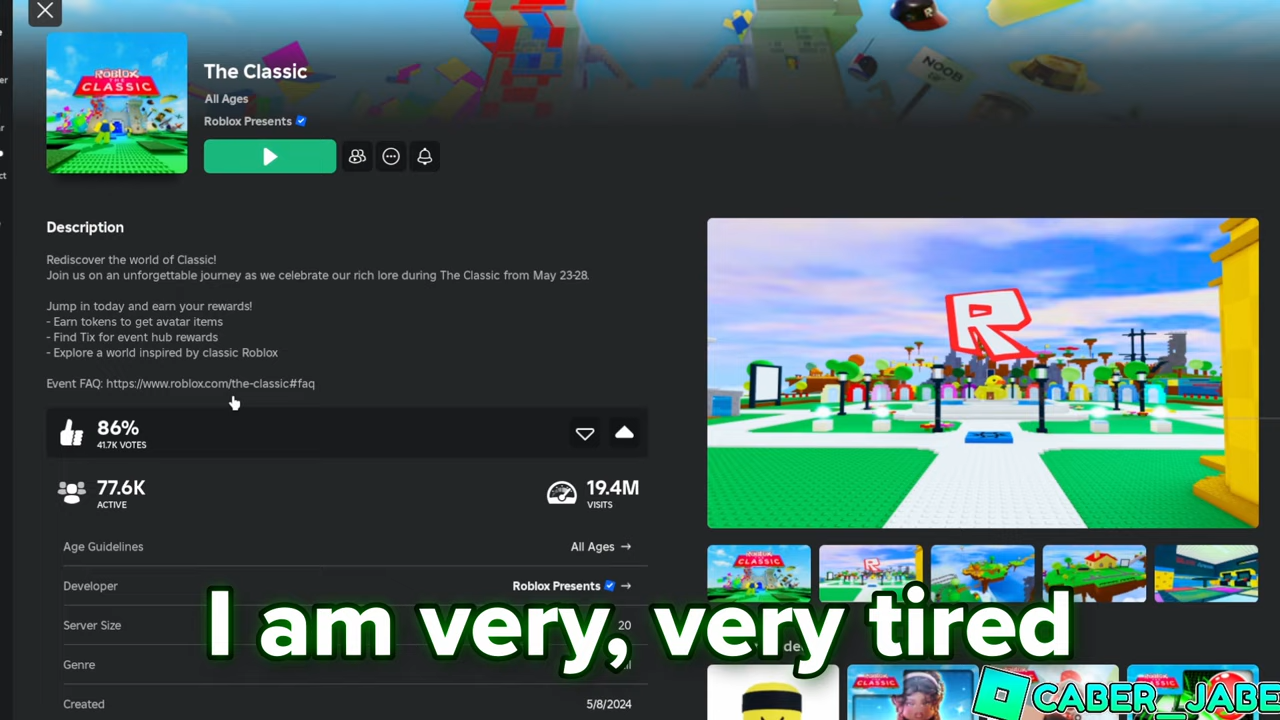 NOOB
The Classic
All Ages
Roblox Presents
ROBLOX
THE
CLASSIC
Description
Rediscover the world of Classic!
Join us on an unforgettable journey as we celebrate our rich lore during The Classic from May 23-28.
Jump in today and earn your rewards!
- Earn tokens to get avatar items
- Find Tix for event hub rewards
- Explore a world inspired by classic Roblox
Event FAQ: https://www.roblox.com/the-classic#faq
86%
41.7K VOTES
77.6K
ACTIVE
19.4M
VISITS
Age Guidelines
All Ages →
Developer
Roblox Presents →
Server Size
20
Genre
Created
5/8/2024
I am very, very tired
CABER_JABE